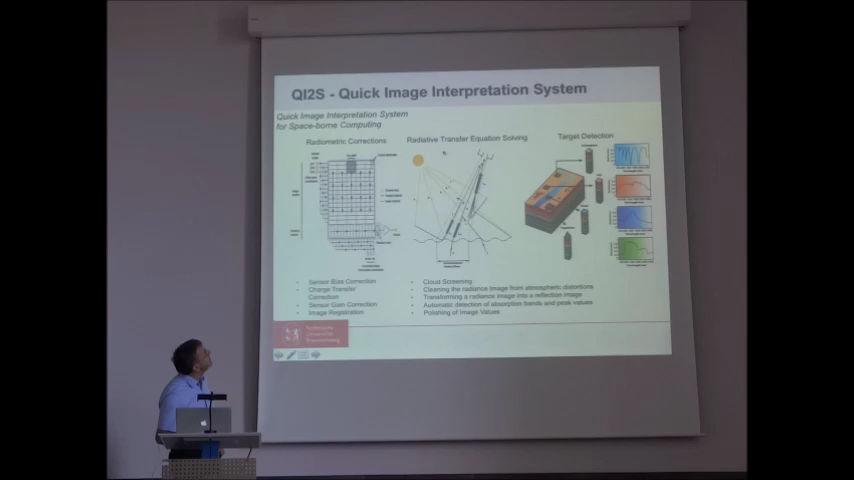 QI2S - Quick Image Interpretation System
Quick Image Interpretation System
for Space-borne Computing
Radiometric Corrections
Radiative Transfer Equation Solving
Target Detection
- Sensor Bias Correction
- Charge Transfer
Correction
- Sensor Gain Correction
- Image Registration
- Cloud Screening
- Cleaning the radiance image from atmospheric distortions
- Transforming a radiance image into a reflection image
- Automatic detection of absorption bands and peak values
- Polishing of Image Values
Technische
Universität
Braunschweig